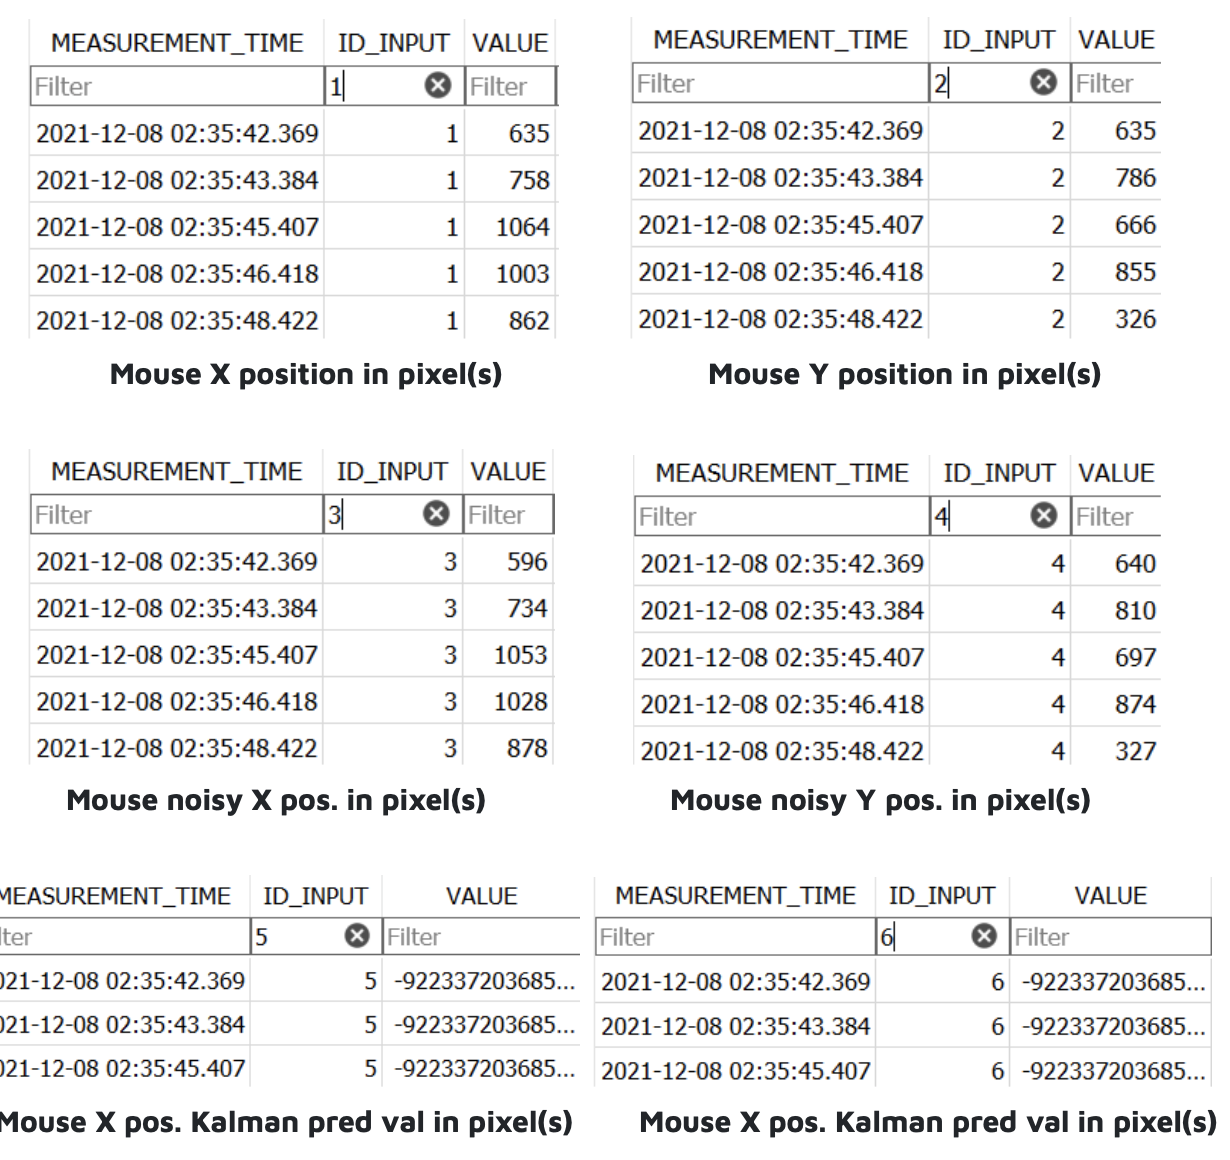 MEASUREMENT_TIME ID_INPUT VALUE
Filter 1 Filter
2021-12-08 02:35:42.369 1 635
2021-12-08 02:35:43.384 1 758
2021-12-08 02:35:45.407 1 1064
2021-12-08 02:35:46.418 1 1003
2021-12-08 02:35:48.422 1 862
Mouse X position in pixel(s)
MEASUREMENT_TIME ID_INPUT VALUE
Filter 2 Filter
2021-12-08 02:35:42.369 2 635
2021-12-08 02:35:43.384 2 786
2021-12-08 02:35:45.407 2 666
2021-12-08 02:35:46.418 2 855
2021-12-08 02:35:48.422 2 326
Mouse Y position in pixel(s)
MEASUREMENT_TIME ID_INPUT VALUE
Filter 3 Filter
2021-12-08 02:35:42.369 3 596
2021-12-08 02:35:43.384 3 734
2021-12-08 02:35:45.407 3 1053
2021-12-08 02:35:46.418 3 1028
2021-12-08 02:35:48.422 3 878
Mouse noisy X pos. in pixel(s)
MEASUREMENT_TIME ID_INPUT VALUE
Filter 4 Filter
2021-12-08 02:35:42.369 4 640
2021-12-08 02:35:43.384 4 810
2021-12-08 02:35:45.407 4 697
2021-12-08 02:35:46.418 4 874
2021-12-08 02:35:48.422 4 327
Mouse noisy Y pos. in pixel(s)
MEASUREMENT_TIME ID_INPUT VALUE
lter 5 Filter
021-12-08 02:35:42.369 5 -922337203685...
021-12-08 02:35:43.384 5 -922337203685...
021-12-08 02:35:45.407 5 -922337203685...
Mouse X pos. Kalman pred val in pixel(s)
MEASUREMENT_TIME ID_INPUT VALUE
Filter 6 Filter
2021-12-08 02:35:42.369 6 -922337203685...
2021-12-08 02:35:43.384 6 -922337203685...
2021-12-08 02:35:45.407 6 -922337203685...
Mouse X pos. Kalman pred val in pixel(s)